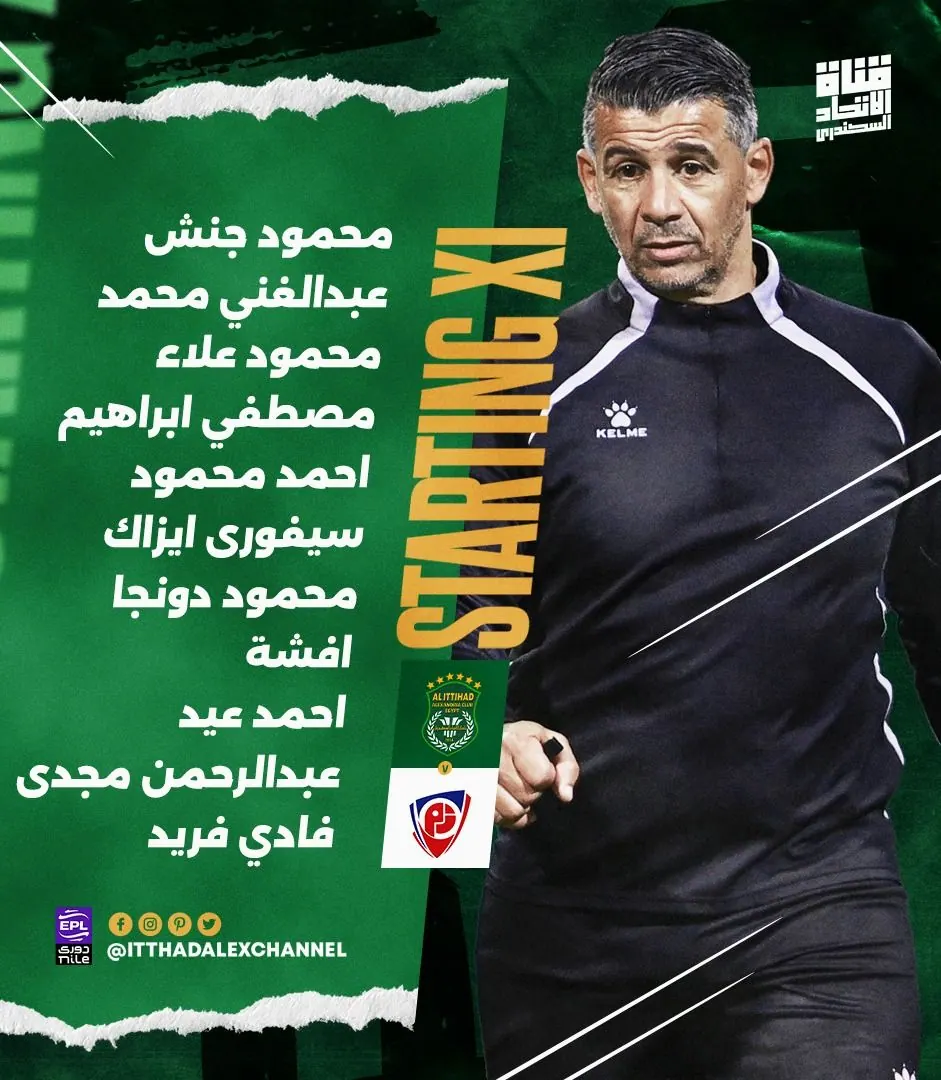 قناة
الاتحاد
السكندري
STARTING XI
محمود جنش
عبدالغني محمد
محمود علاء
مصطفي ابراهيم
احمد محمود
سيفورى ايزاك
محمود دونجا
افشة
احمد عيد
عبدالرحمن مجدى
فادي فريد
KELME
AL ITTIHAD
ALEXANDRIA CLUB
EGYPT
V
EPL
دورى
nile
@ITTHADALEXCHANNEL